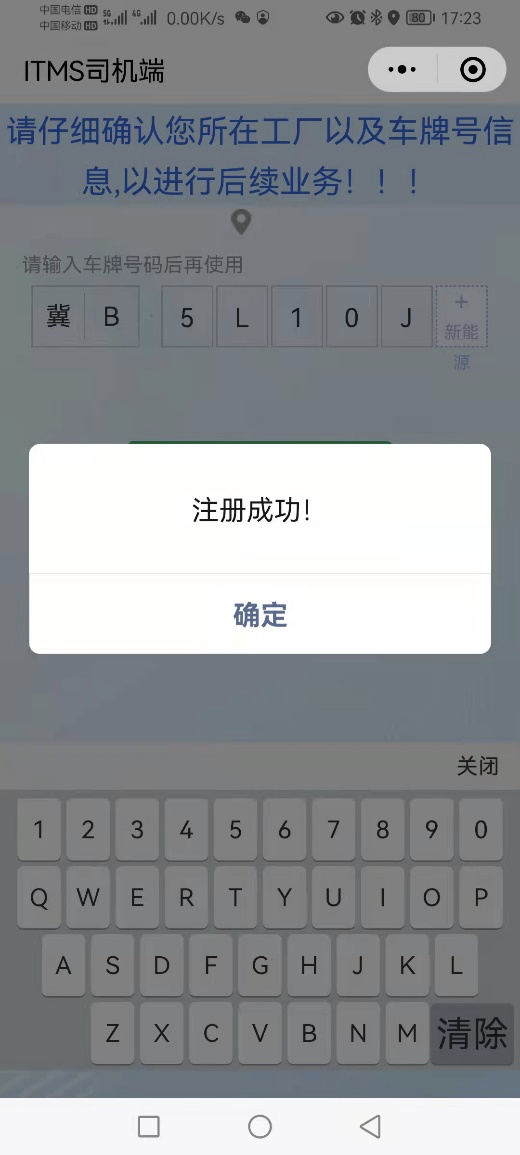 中国电信 HD 5G 4G 0.00K/s 80 17:23
中国移动 HD
ITMS司机端
请仔细确认您所在工厂以及车牌号信
息,以进行后续业务！！！
请输入车牌号码后再使用
冀 B · 5 L 1 0 J +
新能
源
注册成功!
确定
关闭
1 2 3 4 5 6 7 8 9 0
Q W E R T Y U I O P
A S D F G H J K L
Z X C V B N M 清除